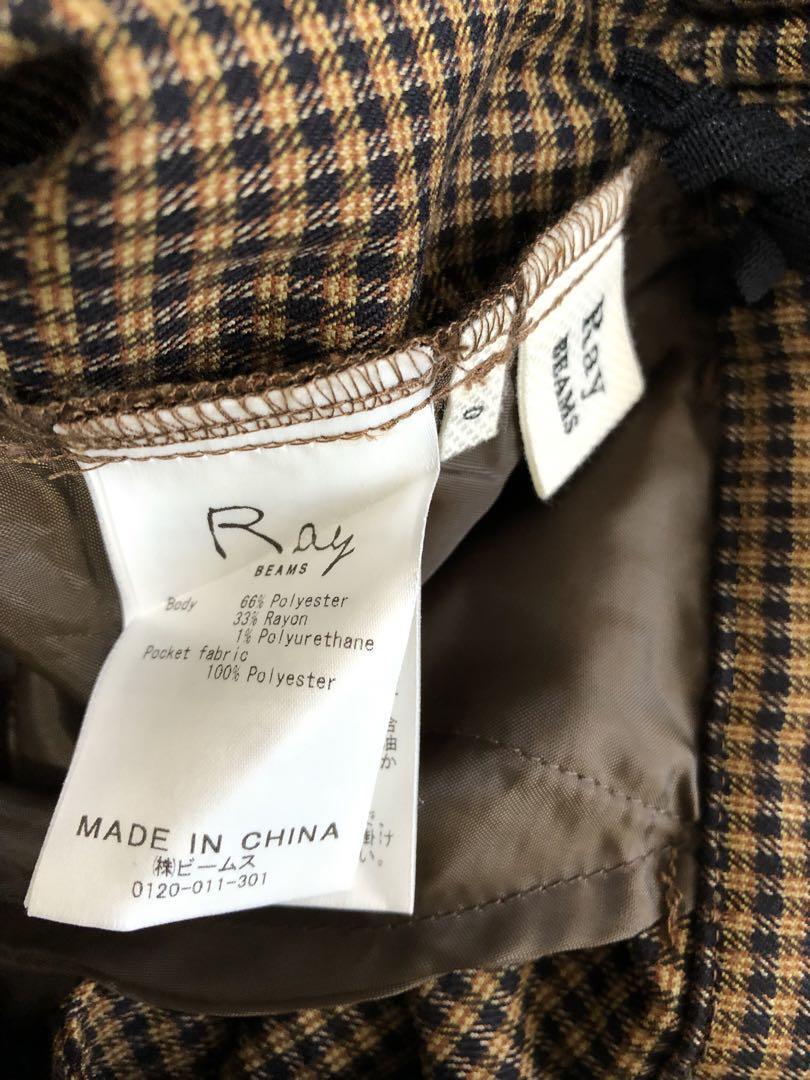 Ray
BEAMS
0
Ray
BEAMS
Body 66% Polyester
33% Rayon
1% Polyurethane
Pocket fabric
100% Polyester
MADE IN CHINA
㈱ビームス
0120-011-301